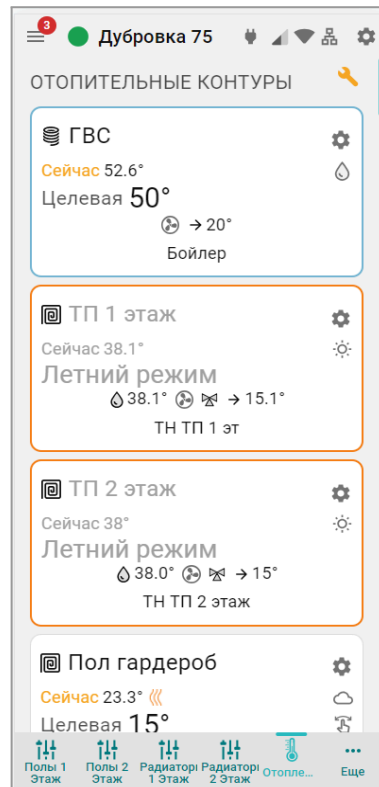 3
Дубровка 75
ОТОПИТЕЛЬНЫЕ КОНТУРЫ
ГВС
Сейчас 52.6°
Целевая 50°
→ 20°
Бойлер
ТП 1 этаж
Сейчас 38.1°
Летний режим
38.1° → 15.1°
ТН ТП 1 эт
ТП 2 этаж
Сейчас 38°
Летний режим
38.0° → 15°
ТН ТП 2 этаж
Пол гардероб
Сейчас 23.3°
Целевая 15°
Полы 1 Этаж
Полы 2 Этаж
Радиаторы 1 Этаж
Радиаторы 2 Этаж
Отопле...
Еще